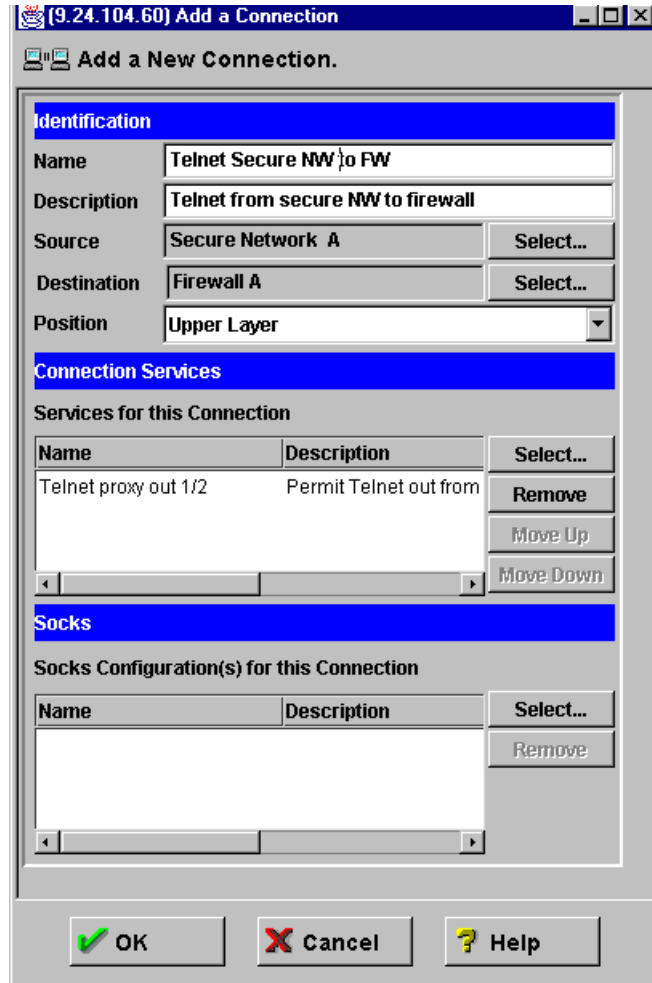 (9.24.104.60) Add a Connection
Add a New Connection.
Identification
Name Telnet Secure NW to FW
Description Telnet from secure NW to firewall
Source Secure Network A Select...
Destination Firewall A Select...
Position Upper Layer
Connection Services
Services for this Connection
Name Description Select...
Telnet proxy out 1/2 Permit Telnet out from
Remove
Move Up
Move Down
Socks
Socks Configuration(s) for this Connection
Name Description Select...
Remove
OK Cancel Help